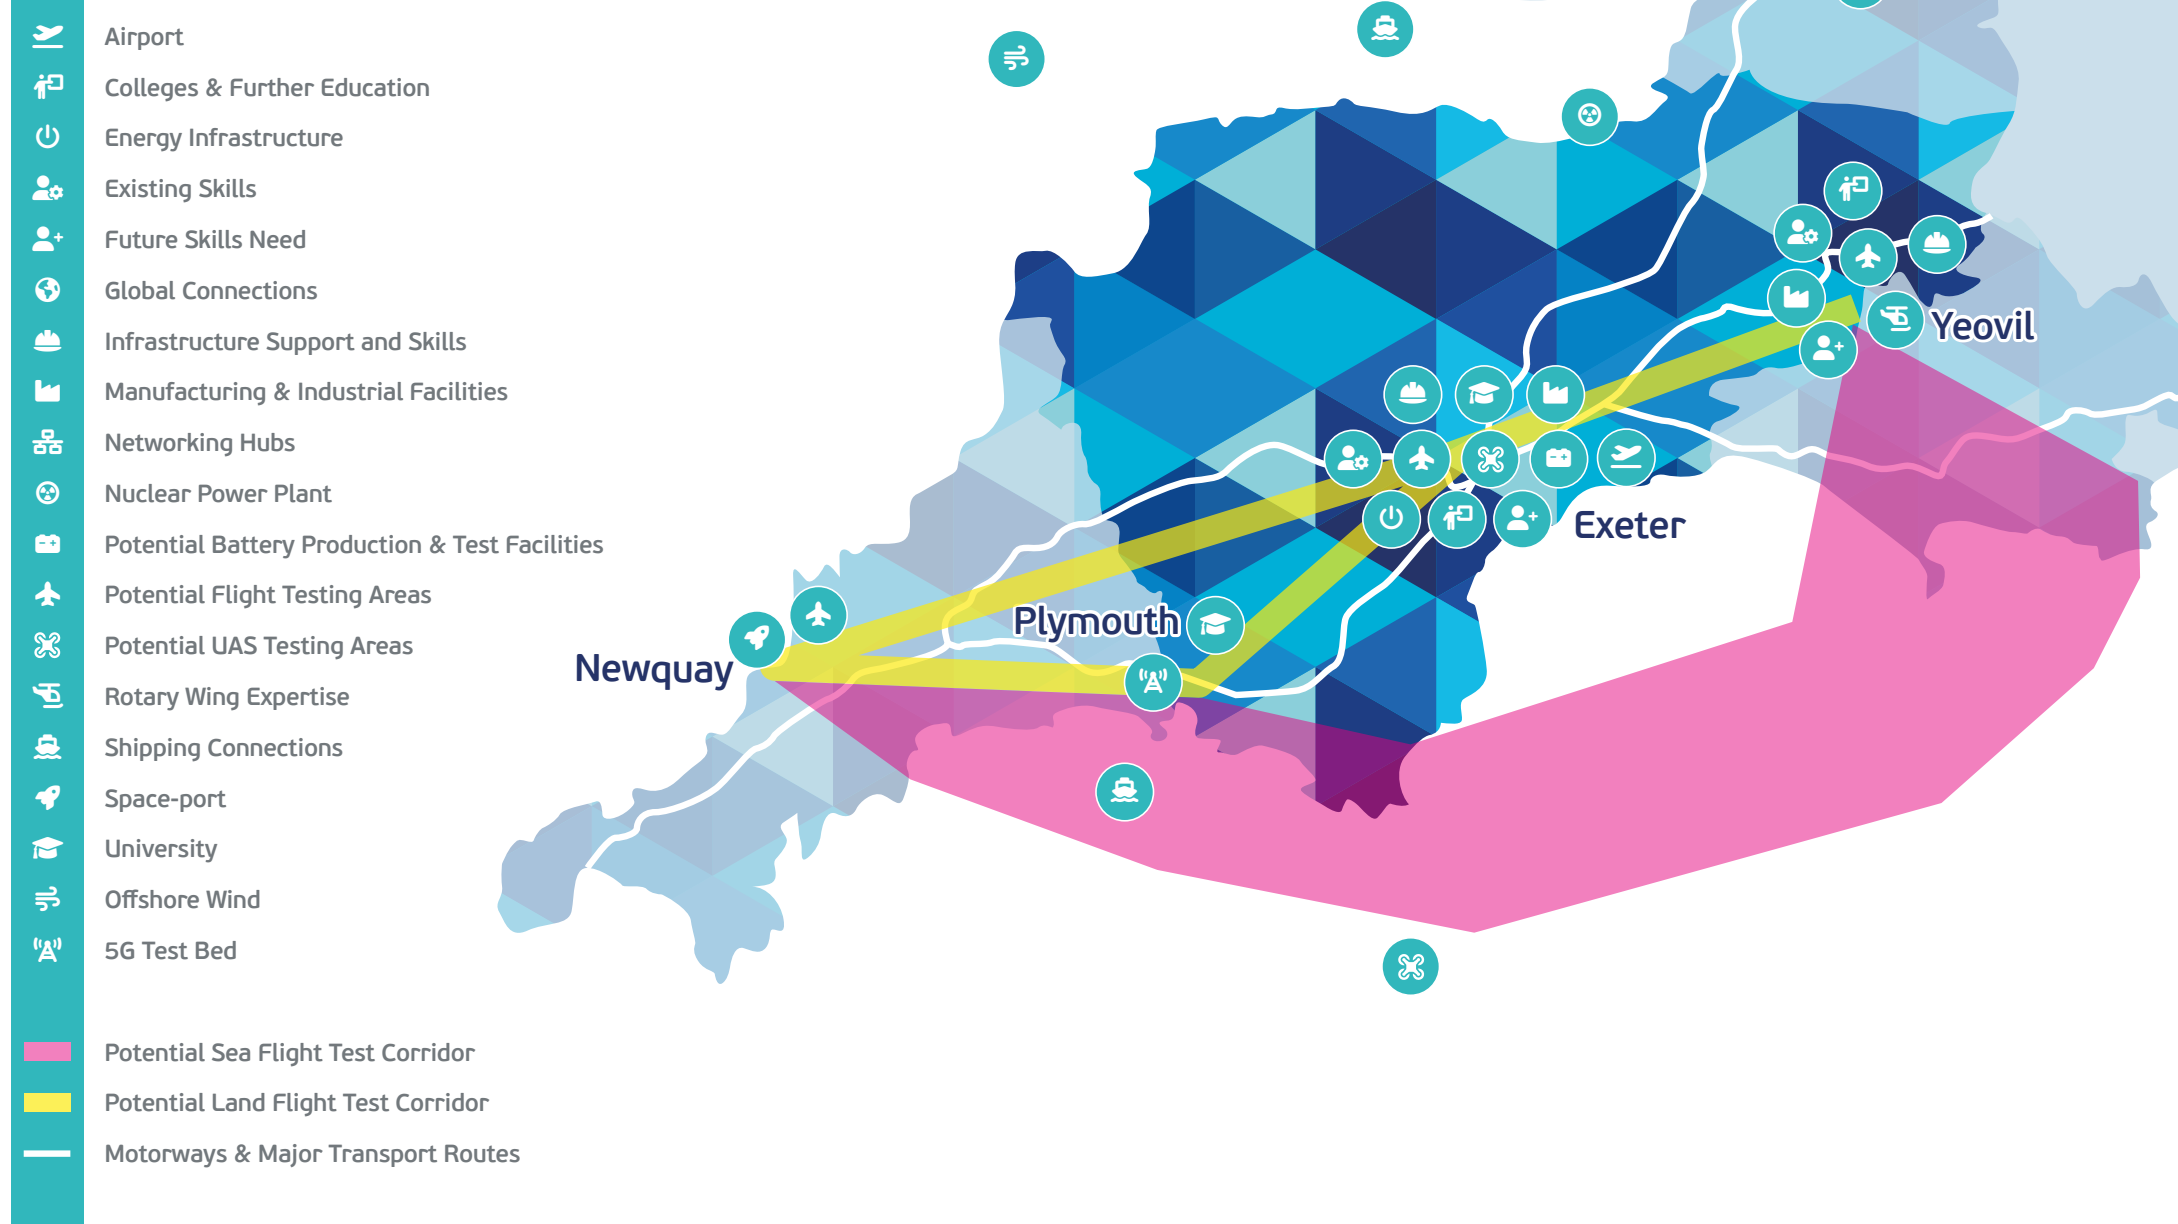 Airport
Colleges & Further Education
Energy Infrastructure
Existing Skills
Future Skills Need
Global Connections
Infrastructure Support and Skills
Manufacturing & Industrial Facilities
Networking Hubs
Nuclear Power Plant
Potential Battery Production & Test Facilities
Potential Flight Testing Areas
Potential UAS Testing Areas
Rotary Wing Expertise
Shipping Connections
Space-port
University
Offshore Wind
5G Test Bed
Potential Sea Flight Test Corridor
Potential Land Flight Test Corridor
Motorways & Major Transport Routes
Yeovil
Exeter
Plymouth
Newquay